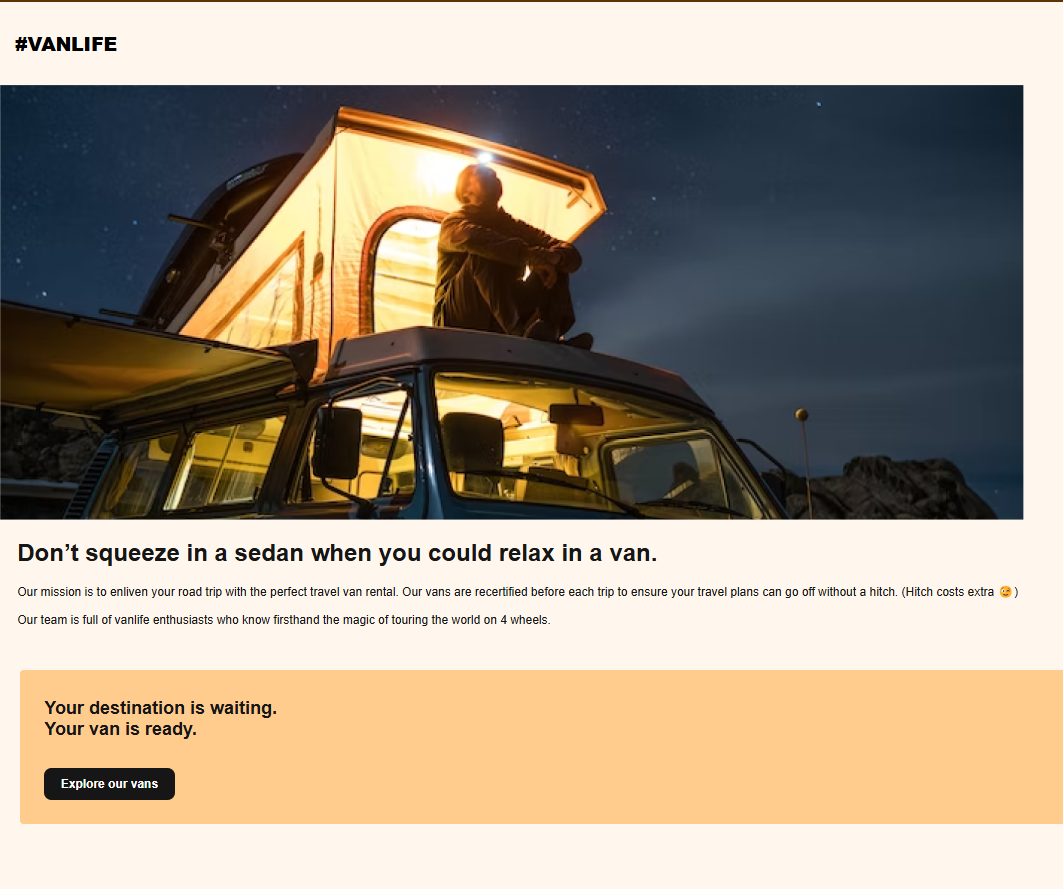 #VANLIFE
Don’t squeeze in a sedan when you could relax in a van.
Our mission is to enliven your road trip with the perfect travel van rental. Our vans are recertified before each trip to ensure your travel plans can go off without a hitch. (Hitch costs extra 😉)
Our team is full of vanlife enthusiasts who know firsthand the magic of touring the world on 4 wheels.
Your destination is waiting.
Your van is ready.
Explore our vans